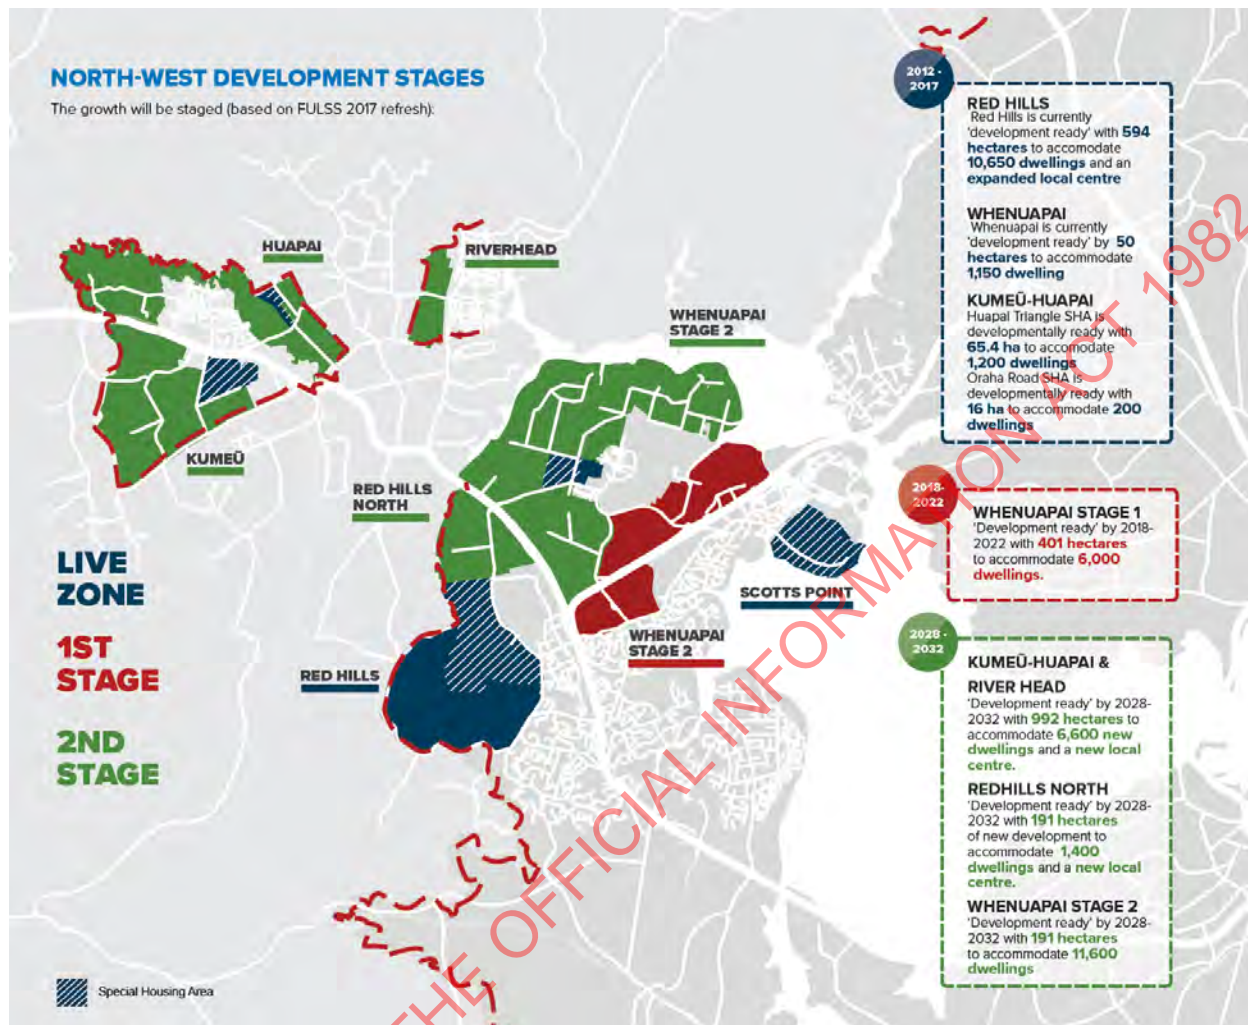 NORTH-WEST DEVELOPMENT STAGES
The growth will be staged (based on FULSS 2017 refresh):
HUAPAI
RIVERHEAD
WHENUAPAI
STAGE 2
KUMEŪ
RED HILLS
NORTH
SCOTTS POINT
WHENUAPAI
STAGE 2
RED HILLS
LIVE
ZONE
1ST
STAGE
2ND
STAGE
Special Housing Area
2012 -
2017
RED HILLS
Red Hills is currently
'development ready' with 594
hectares to accomodate
10,650 dwellings and an
expanded local centre
WHENUAPAI
Whenuapai is currently
'development ready' by 50
hectares to accommodate
1,150 dwelling
KUMEŪ-HUAPAI
Huapai Triangle SHA is
developmentally ready with
65.4 ha to accomodate
1,200 dwellings
Oraha Road SHA is
developmentally ready with
16 ha to accommodate 200
dwellings
2018-
2022
WHENUAPAI STAGE 1
'Development ready' by 2018-
2022 with 401 hectares
to accommodate 6,000
dwellings.
2028 -
2032
KUMEŪ-HUAPAI &
RIVER HEAD
'Development ready' by 2028-
2032 with 992 hectares to
accommodate 6,600 new
dwellings and a new local
centre.
REDHILLS NORTH
'Development ready' by 2028-
2032 with 191 hectares
of new development to
accommodate 1,400
dwellings and a new local
centre.
WHENUAPAI STAGE 2
'Development ready' by 2028-
2032 with 191 hectares
to accommodate 11,600
dwellings
THE OFFICIAL INFORMATION ACT 1982